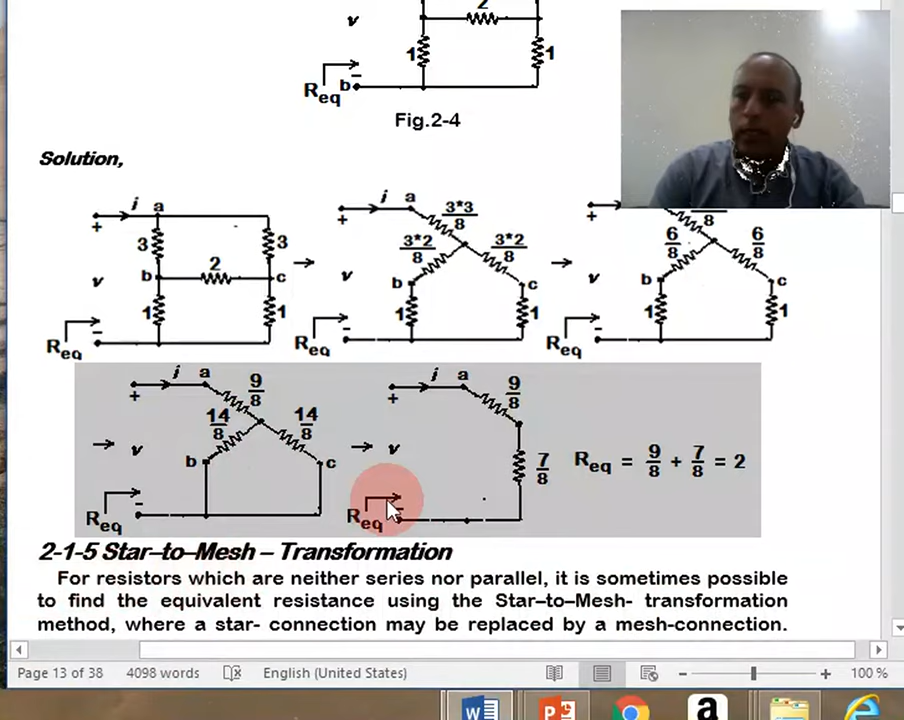 2
v
1
1
Req
b
Fig.2-4
Solution,
i a
+
3
3
2
b
c
v
1
1
Req
-
i a
+
3*3
8
3*2
8
3*2
8
v
b
c
1
1
Req
-
+
8
6
8
6
8
v
b
c
1
1
Req
-
i a
+
9
8
14
8
14
8
v
b
c
Req
-
i a
+
9
8
v
7
8
Req
-
Req = 9/8 + 7/8 = 2
2-1-5 Star–to–Mesh – Transformation
For resistors which are neither series nor parallel, it is sometimes possible
to find the equivalent resistance using the Star–to–Mesh- transformation
method, where a star- connection may be replaced by a mesh-connection.
Page 13 of 38 4098 words English (United States) 100 %
W P a e